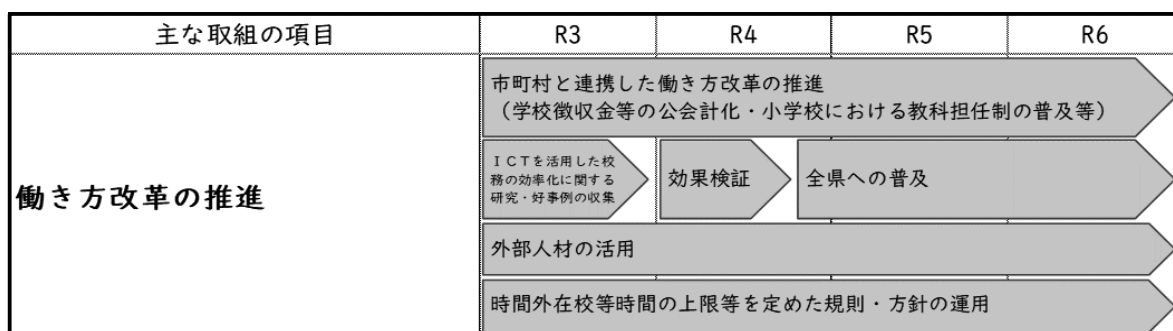 主な取組の項目 R3 R4 R5 R6
働き方改革の推進
市町村と連携した働き方改革の推進
（学校徴収金等の公会計化・小学校における教科担任制の普及等）
ＩＣＴを活用した校
務の効率化に関する
研究・好事例の収集
効果検証
全県への普及
外部人材の活用
時間外在校等時間の上限等を定めた規則・方針の運用